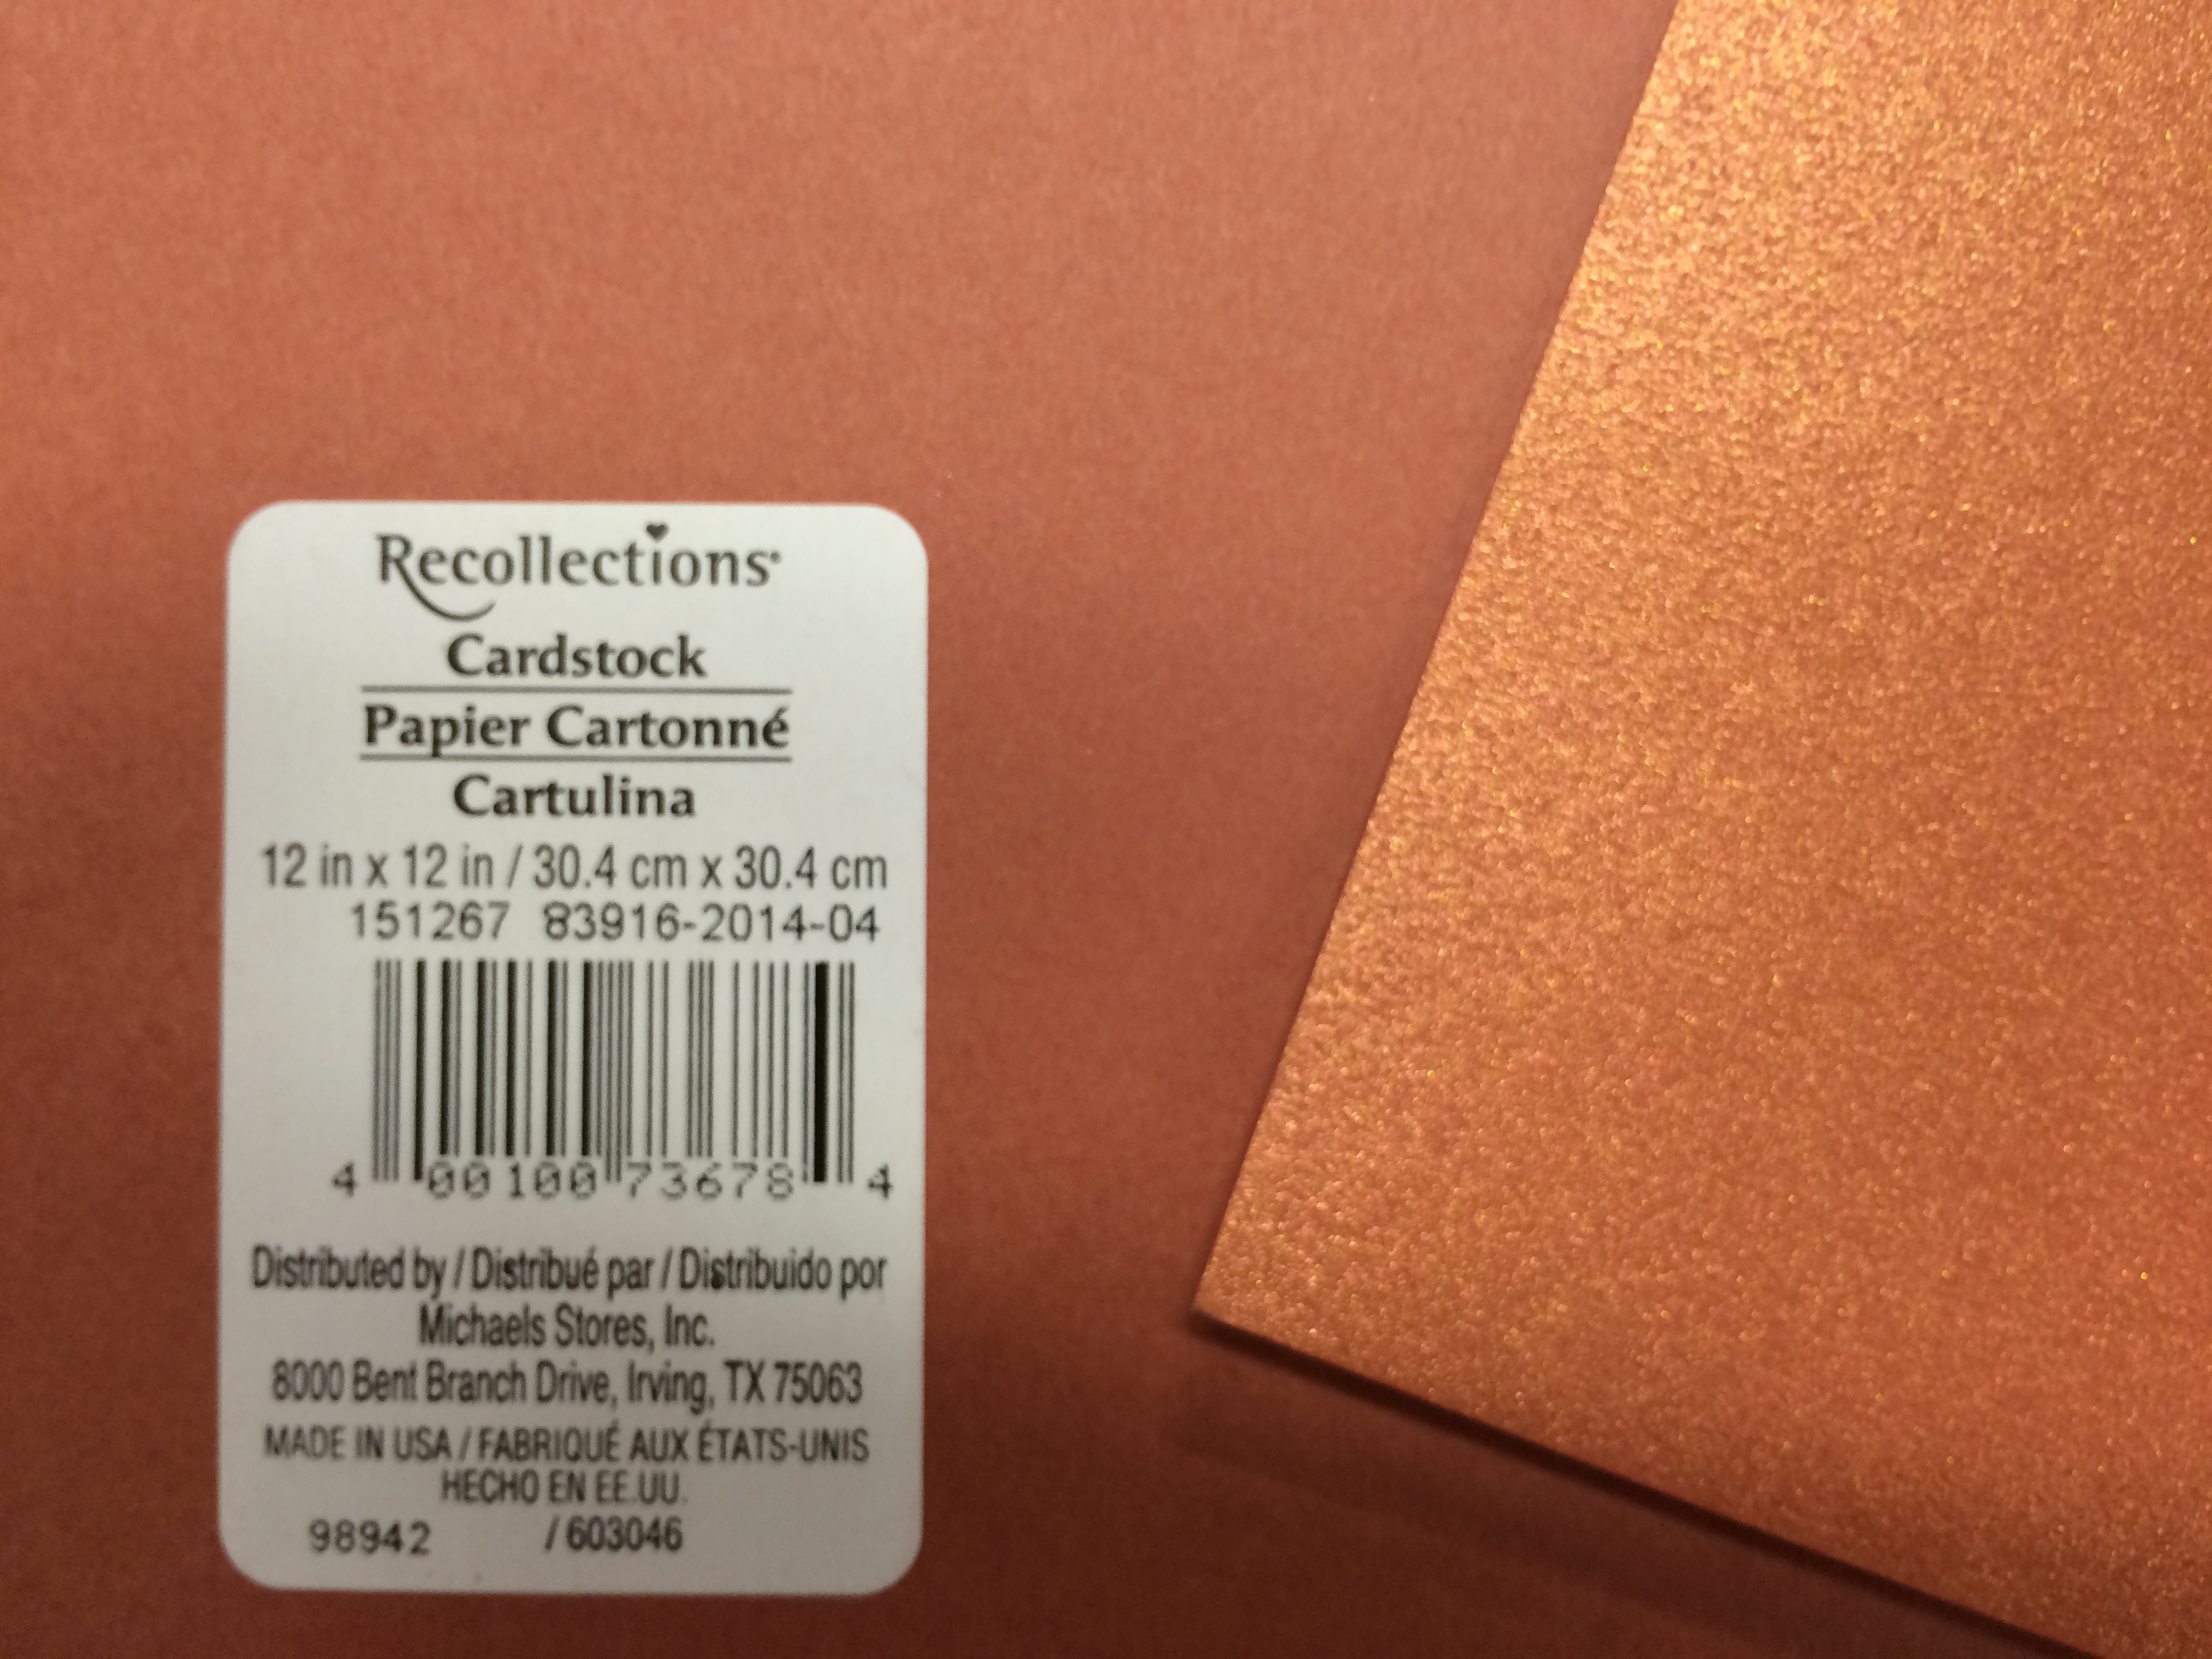 Recollections®
Cardstock
Papier Cartonné
Cartulina
12 in x 12 in / 30.4 cm x 30.4 cm
151267 83916-2014-04
4 00100 73678 4
Distributed by / Distribué par / Distribuido por
Michaels Stores, Inc.
8000 Bent Branch Drive, Irving, TX 75063
MADE IN USA / FABRIQUÉ AUX ÉTATS-UNIS
HECHO EN EE.UU.
98942 / 603046